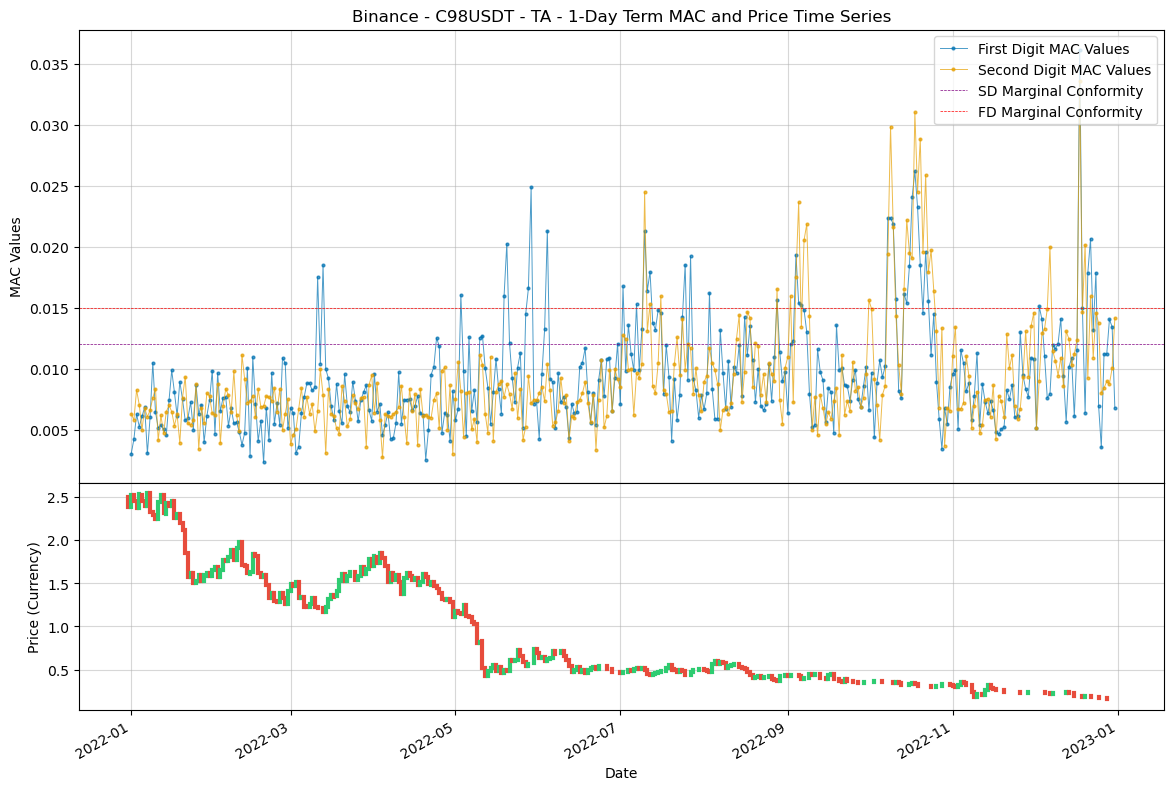 Binance - C98USDT - TA - 1-Day Term MAC and Price Time Series
First Digit MAC Values
Second Digit MAC Values
SD Marginal Conformity
FD Marginal Conformity
MAC Values
0.035
0.030
0.025
0.020
0.015
0.010
0.005
Price (Currency)
2.5
2.0
1.5
1.0
0.5
2022-01
2022-03
2022-05
2022-07
2022-09
2022-11
2023-01
Date